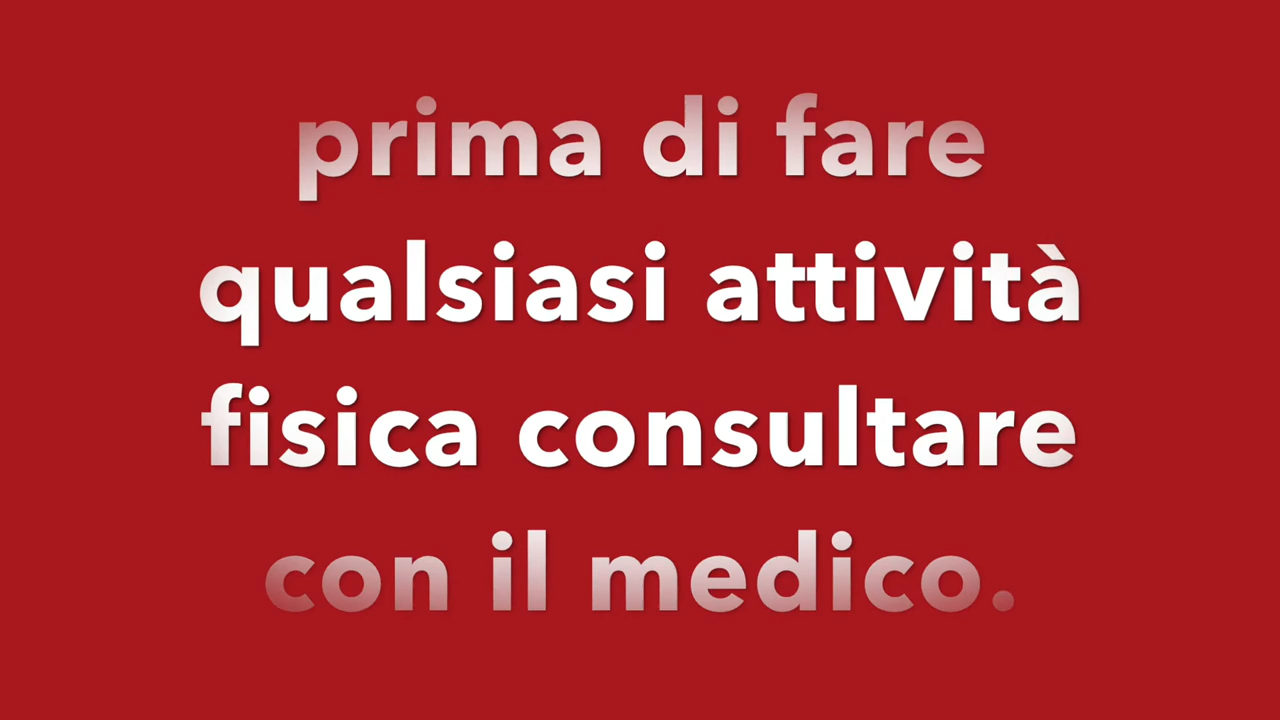 prima di fare
qualsiasi attività
fisica consultare
con il medico.